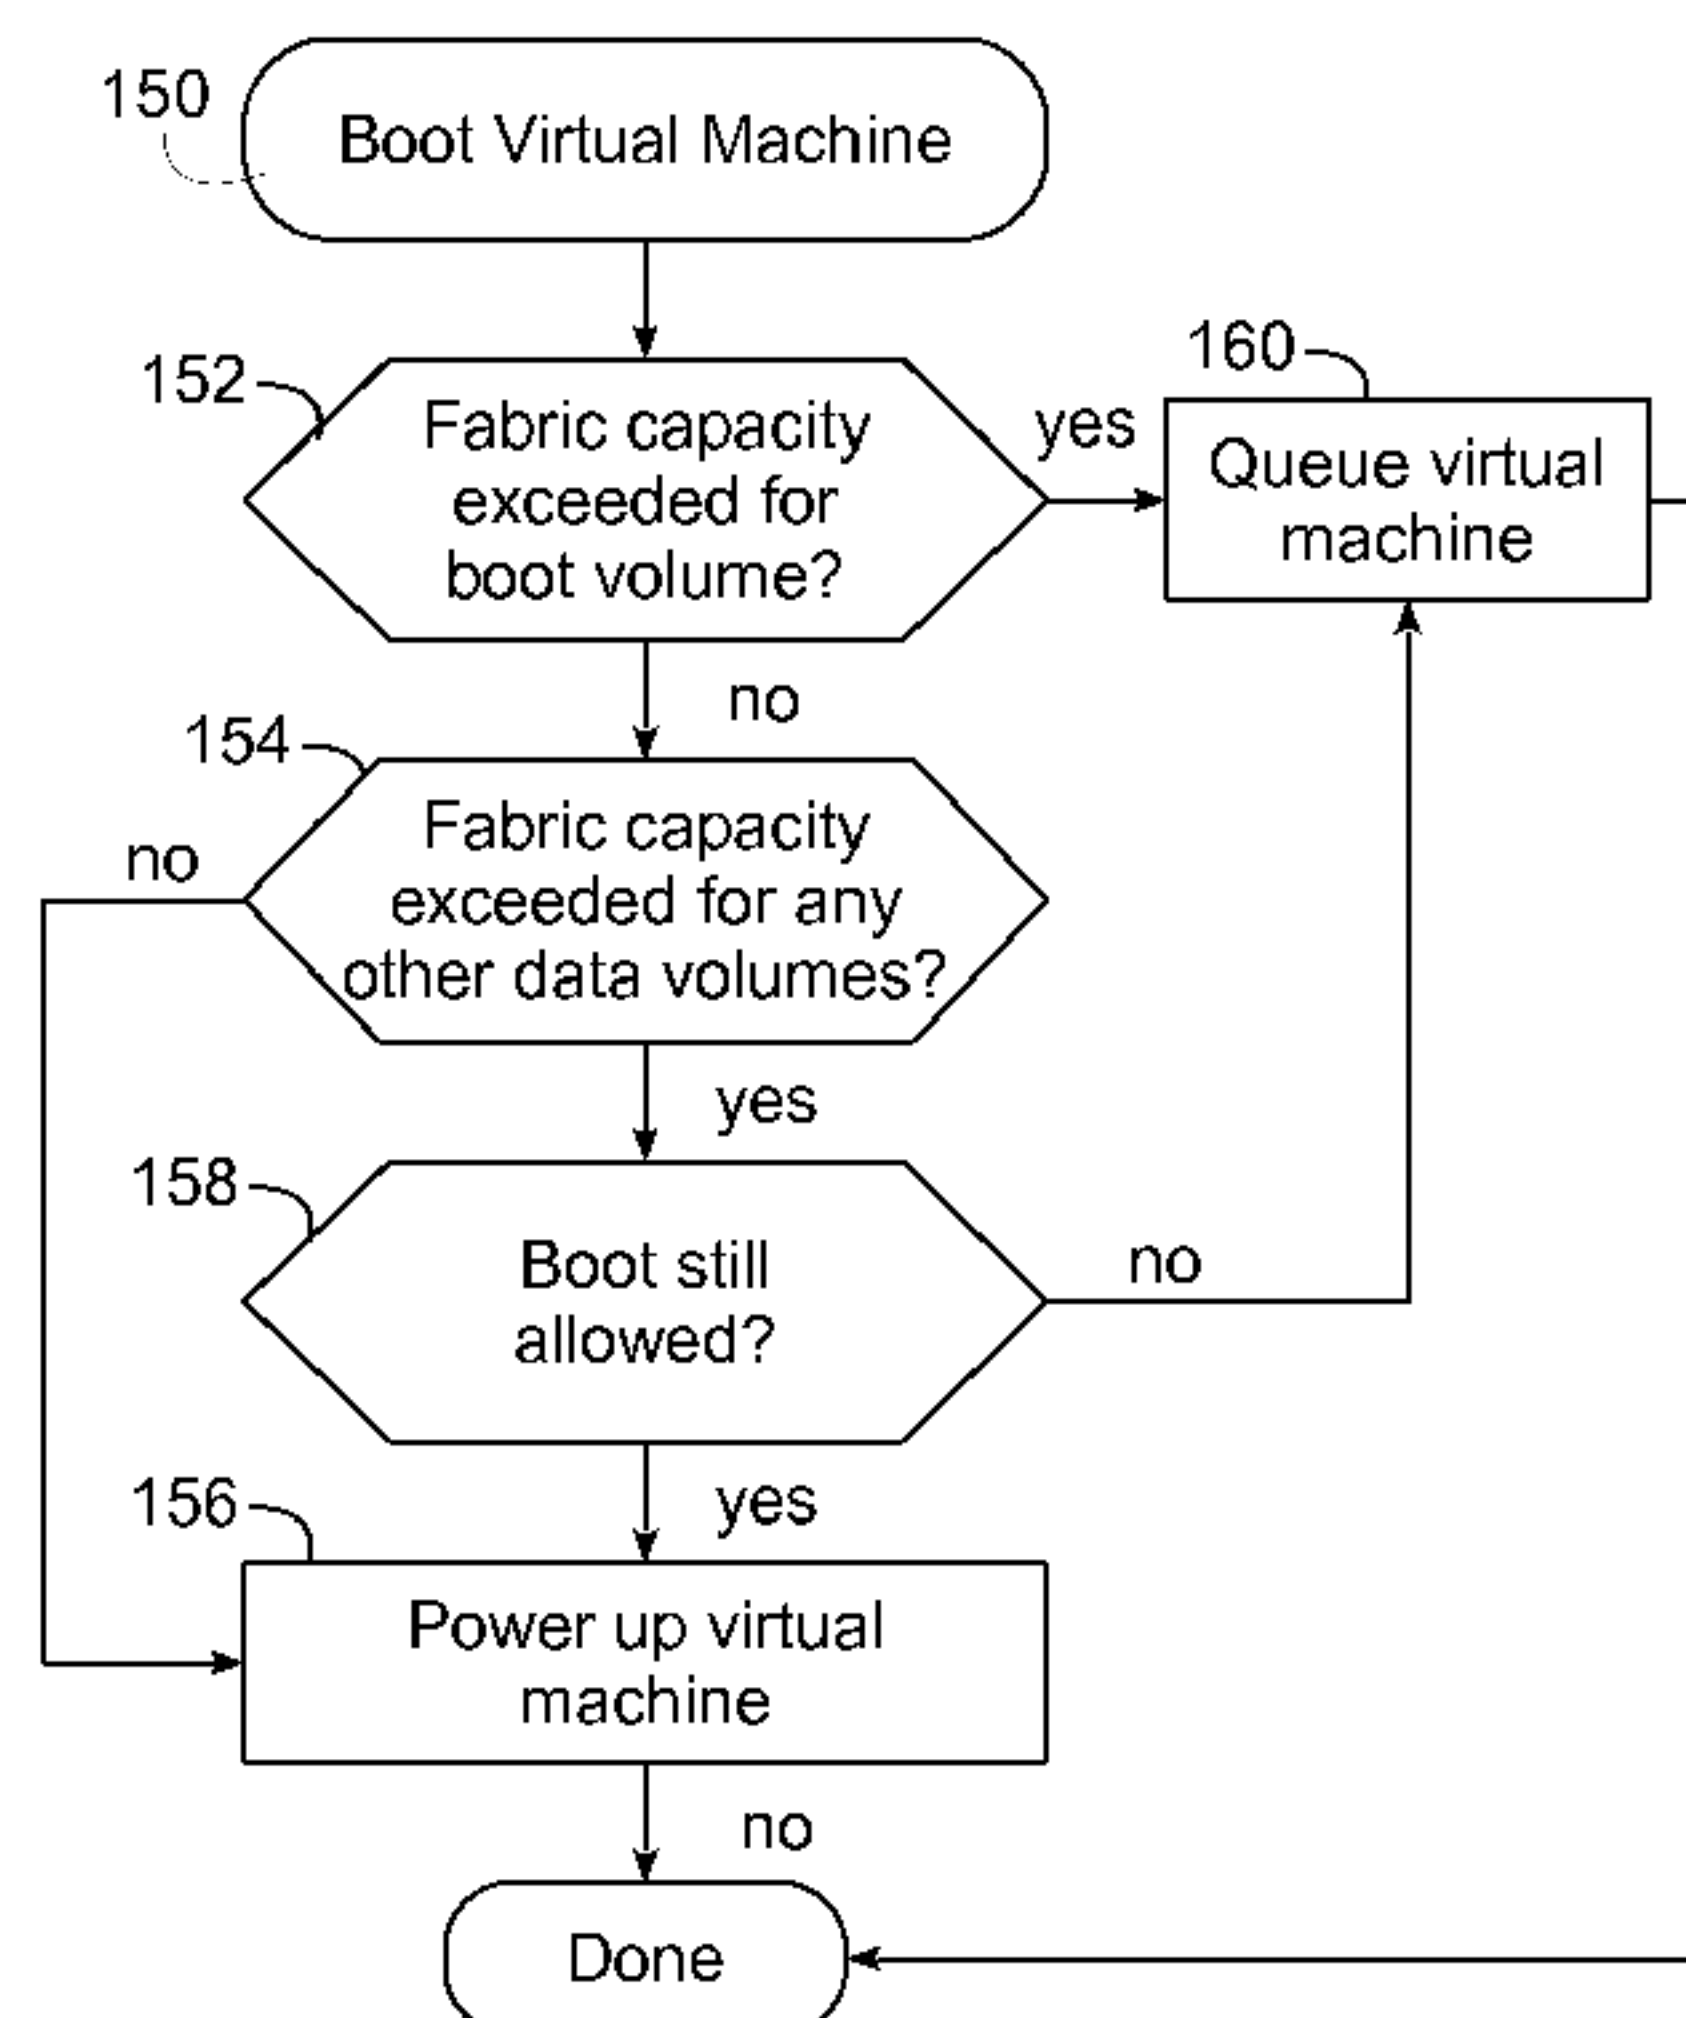 150
Boot Virtual Machine
152
Fabric capacity
exceeded for
boot volume?
yes
160
Queue virtual
machine
no
154
Fabric capacity
exceeded for any
other data volumes?
no
yes
158
Boot still
allowed?
no
yes
156
Power up virtual
machine
no
Done